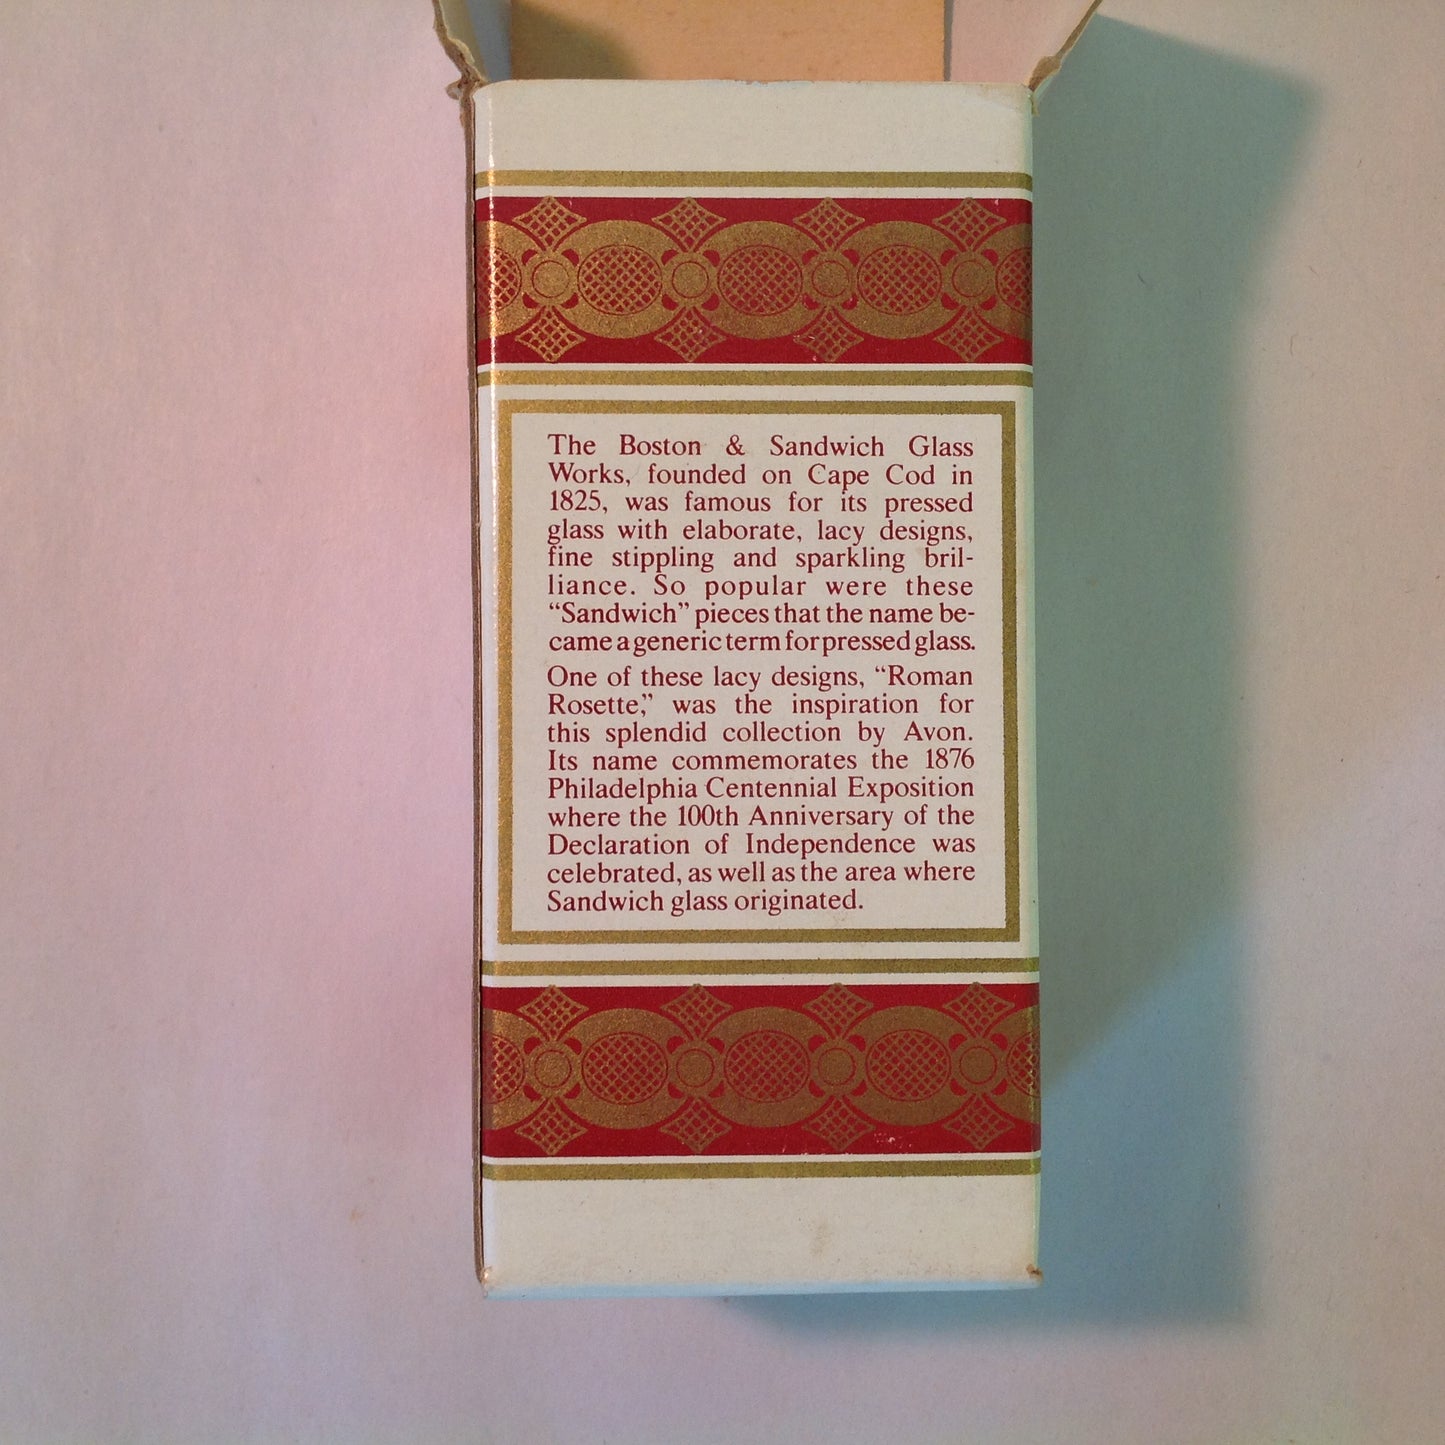 The Boston & Sandwich Glass
Works, founded on Cape Cod in
1825, was famous for its pressed
glass with elaborate, lacy designs,
fine stippling and sparkling bril-
liance. So popular were these
“Sandwich” pieces that the name be-
came a generic term for pressed glass.
One of these lacy designs, “Roman
Rosette,” was the inspiration for
this splendid collection by Avon.
Its name commemorates the 1876
Philadelphia Centennial Exposition
where the 100th Anniversary of the
Declaration of Independence was
celebrated, as well as the area where
Sandwich glass originated.